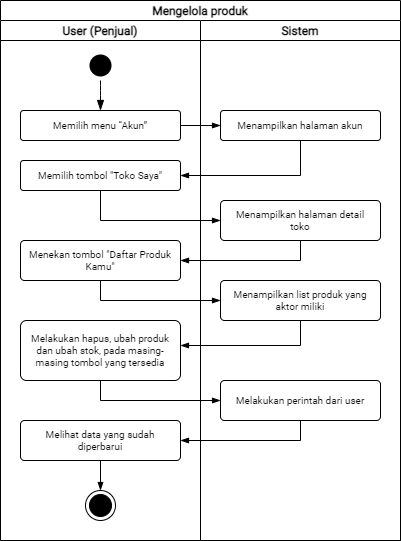 Mengelola produk
User (Penjual)
Sistem
Memilih menu “Akun”
Menampilkan halaman akun
Memilih tombol "Toko Saya"
Menampilkan halaman detail
toko
Menekan tombol "Daftar Produk
Kamu"
Menampilkan list produk yang
aktor miliki
Melakukan hapus, ubah produk
dan ubah stok, pada masing-
masing tombol yang tersedia
Melakukan perintah dari user
Melihat data yang sudah
diperbarui